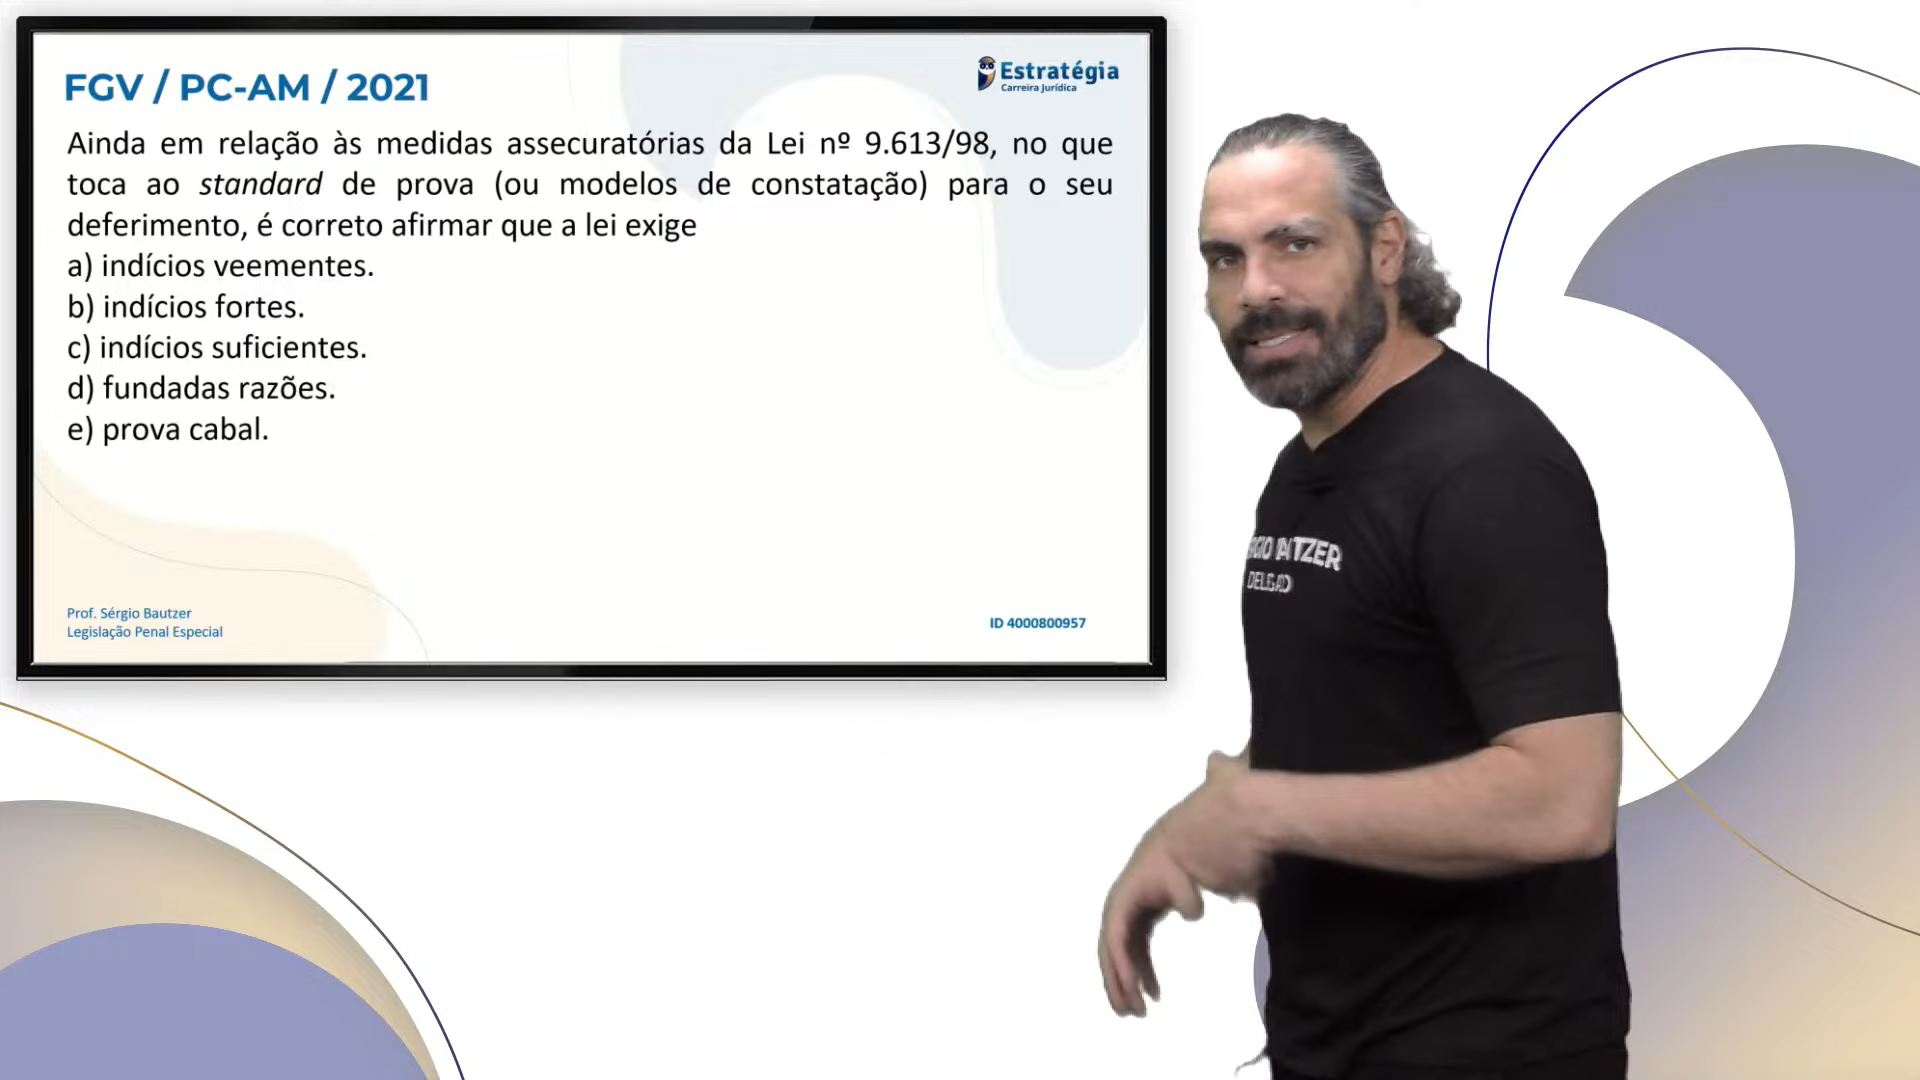 FGV / PC-AM / 2021
Estratégia
Carreira Jurídica
Ainda em relação às medidas assecuratórias da Lei nº 9.613/98, no que
toca ao standard de prova (ou modelos de constatação) para o seu
deferimento, é correto afirmar que a lei exige
a) indícios veementes.
b) indícios fortes.
c) indícios suficientes.
d) fundadas razões.
e) prova cabal.
Prof. Sérgio Bautzer
Legislação Penal Especial
ID 4000800957